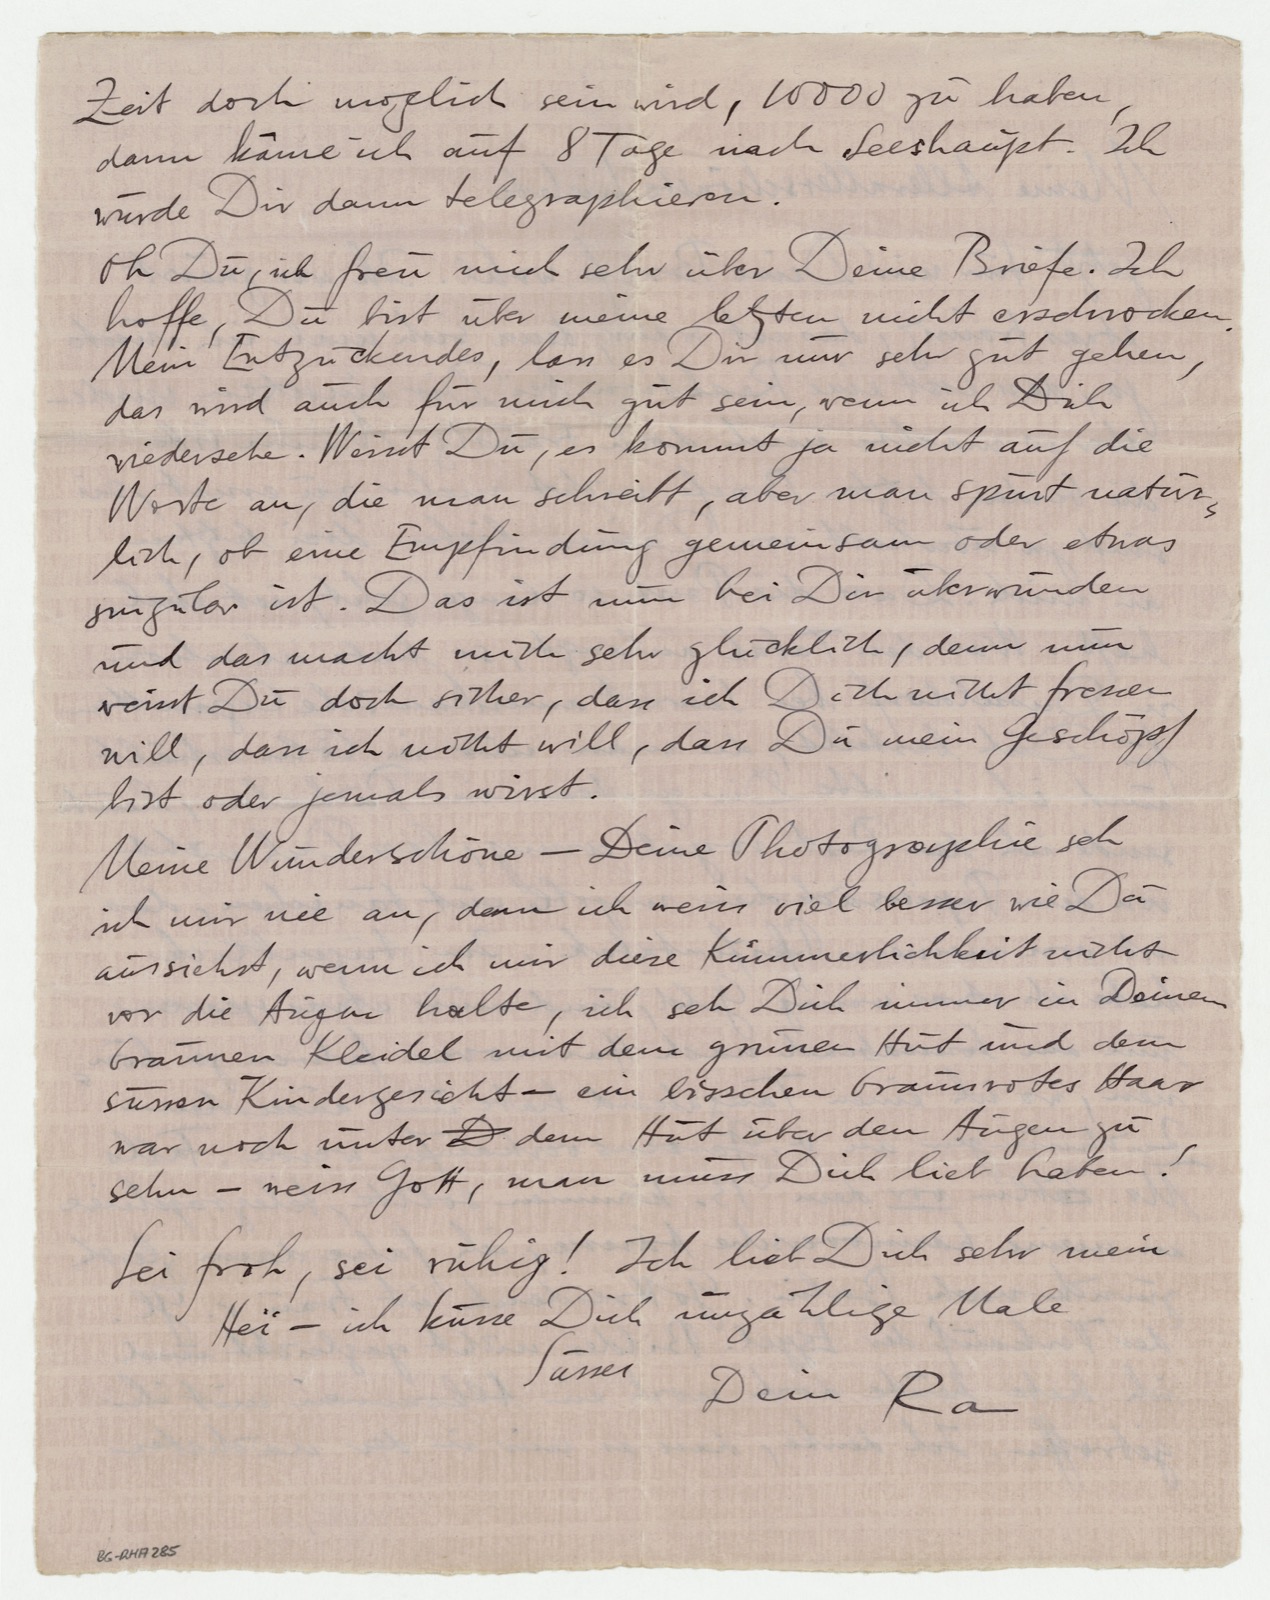 Zeit doch möglich sein wird, 10000 zu haben,
dann käme ich auf 8 Tage nach Seeshaupt. Ich
würde Dir dann telegraphieren.
Oh Du, ich freu mich sehr über Deine Briefe. Ich
hoffe, Du bist über meine letzten nicht erschrocken.
Mein Entzückendes, lass es Dir nur sehr gut gehen,
das wird auch für mich gut sein, wenn ich Dich
wiedersehe. Weisst Du, es kommt ja nicht auf die
Worte an, die man schreibt, aber man spürt natür-
lich, ob eine Empfindung gemeinsam oder etwas
singulär ist. Das ist nun bei Dir überwunden
und das macht mich sehr glücklich, denn nun
weisst Du doch sicher, dass ich Dich nicht fressen
will, dass ich nicht will, dass Du mein Geschöpf
bist oder jemals wirst.
Meine Wunderschöne – Deine Photographie seh
ich mir nie an, denn ich weiss viel besser wie Du
aussiehst, wenn ich mir diese Kümmerlichkeit nicht
vor die Augen halte, ich seh Dich immer in Deinem
braunen Kleidel mit dem grünen Hut und dem
süssen Kindergesicht – ein bisschen braunrotes Haar
war noch unter D dem Hut über den Augen zu
sehn – weiss Gott, man muss Dich lieb haben!
Sei froh, sei ruhig! Ich lieb Dich sehr mein
Hei – ich küsse Dich unzählige Male
Süsses
Dein Ra
BG-RHA 285